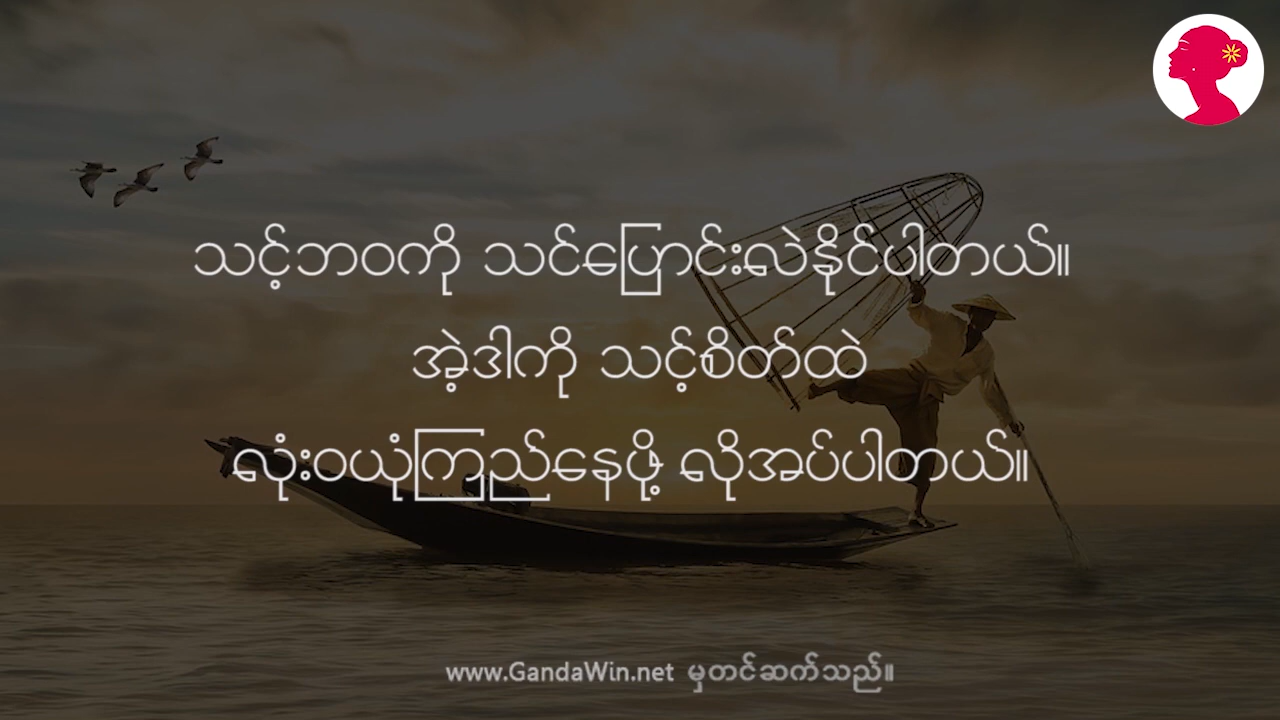 သင့်ဘဝကို သင်ပြောင်းလဲနိုင်ပါတယ်။
အဲ့ဒါကို သင့်စိတ်ထဲ
လုံးဝယုံကြည်နေဖို့ လိုအပ်ပါတယ်။
www.GandaWin.net မှတင်ဆက်သည်။